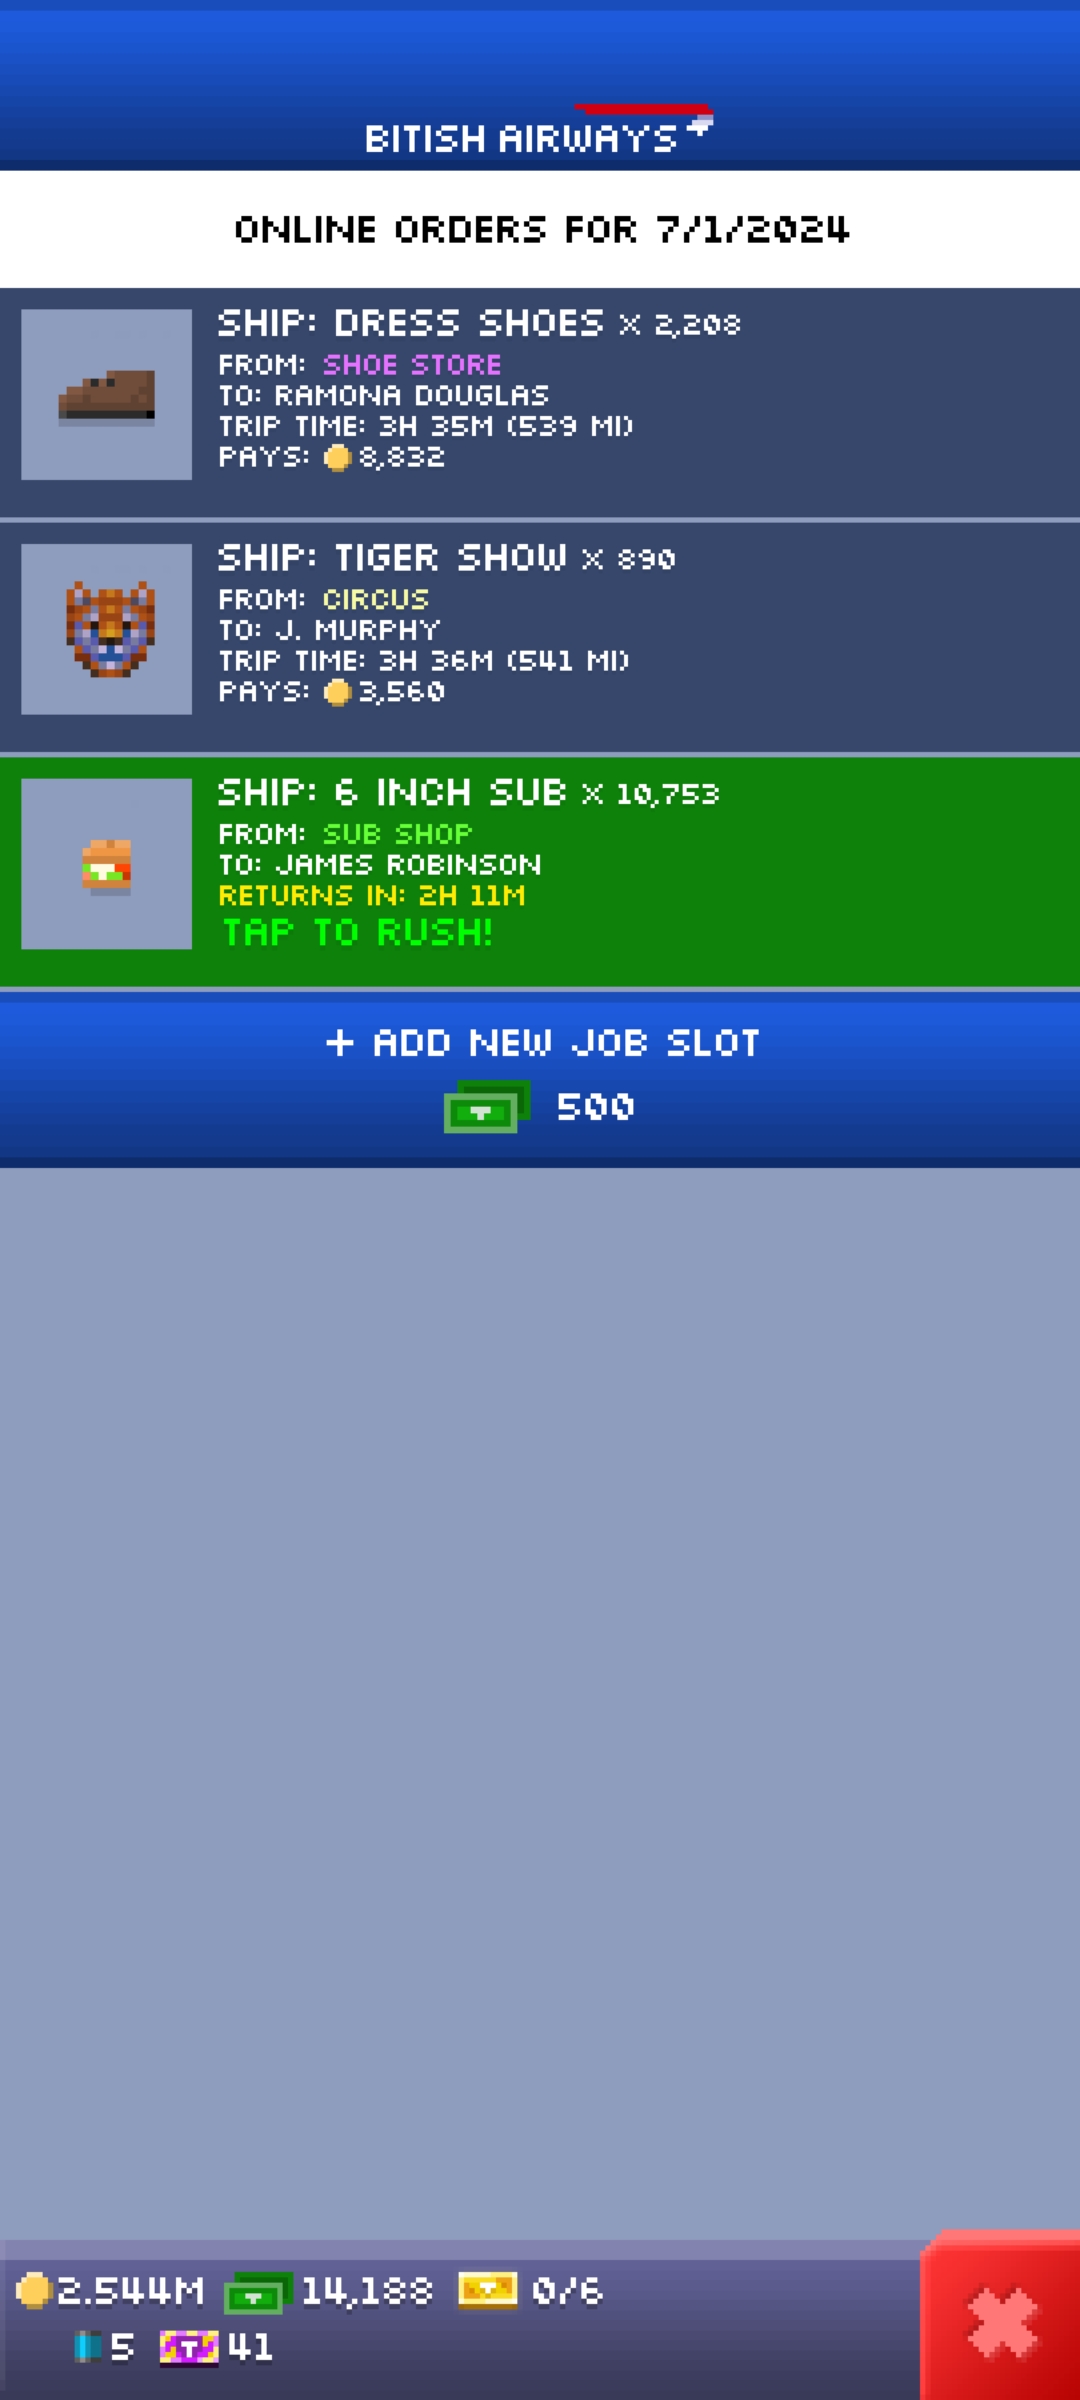 BITISH AIRWAYS
ONLINE ORDERS FOR 7/1/2024
SHIP: DRESS SHOES X 2,208
FROM: SHOE STORE
TO: RAMONA DOUGLAS
TRIP TIME: 3H 35M (539 MI)
PAYS: 8,832
SHIP: TIGER SHOW X 890
FROM: CIRCUS
TO: J. MURPHY
TRIP TIME: 3H 36M (541 MI)
PAYS: 3,560
SHIP: 6 INCH SUB X 10,753
FROM: SUB SHOP
TO: JAMES ROBINSON
RETURNS IN: 2H 11M
TAP TO RUSH!
+ ADD NEW JOB SLOT
500
2.544M 14,188 0/6
5 41